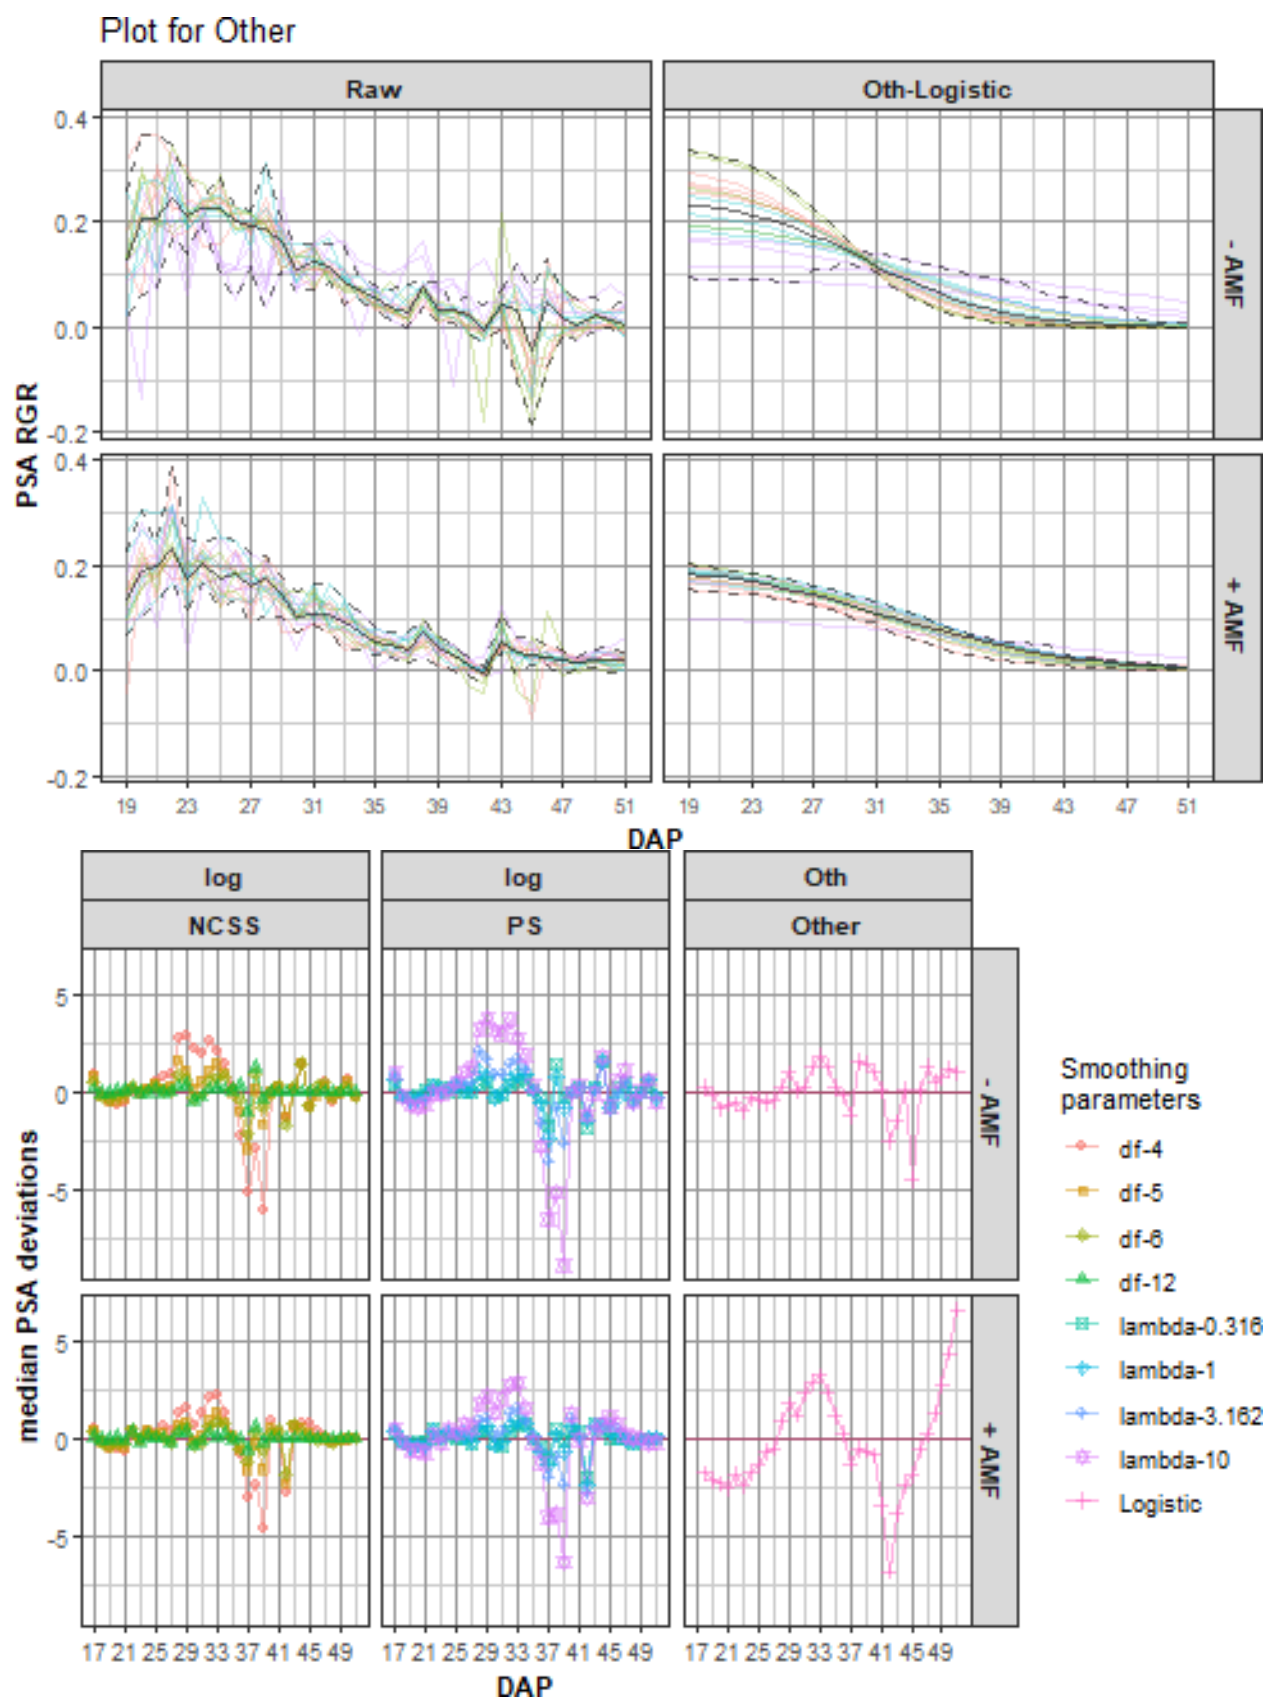 Plot for Other
Raw
Oth-Logistic
0.4
0.2
0.0
-0.2
- AMF
PSA RGR
0.4
0.2
0.0
-0.2
+ AMF
19 23 27 31 35 39 43 47 51
19 23 27 31 35 39 43 47 51
DAP
log
log
Oth
NCSS
PS
Other
5
0
-5
- AMF
median PSA deviations
5
0
-5
+ AMF
17 21 25 29 33 37 41 45 49
17 21 25 29 33 37 41 45 49
17 21 25 29 33 37 41 45 49
DAP
Smoothing
parameters
df-4
df-5
df-6
df-12
lambda-0.316
lambda-1
lambda-3.162
lambda-10
Logistic